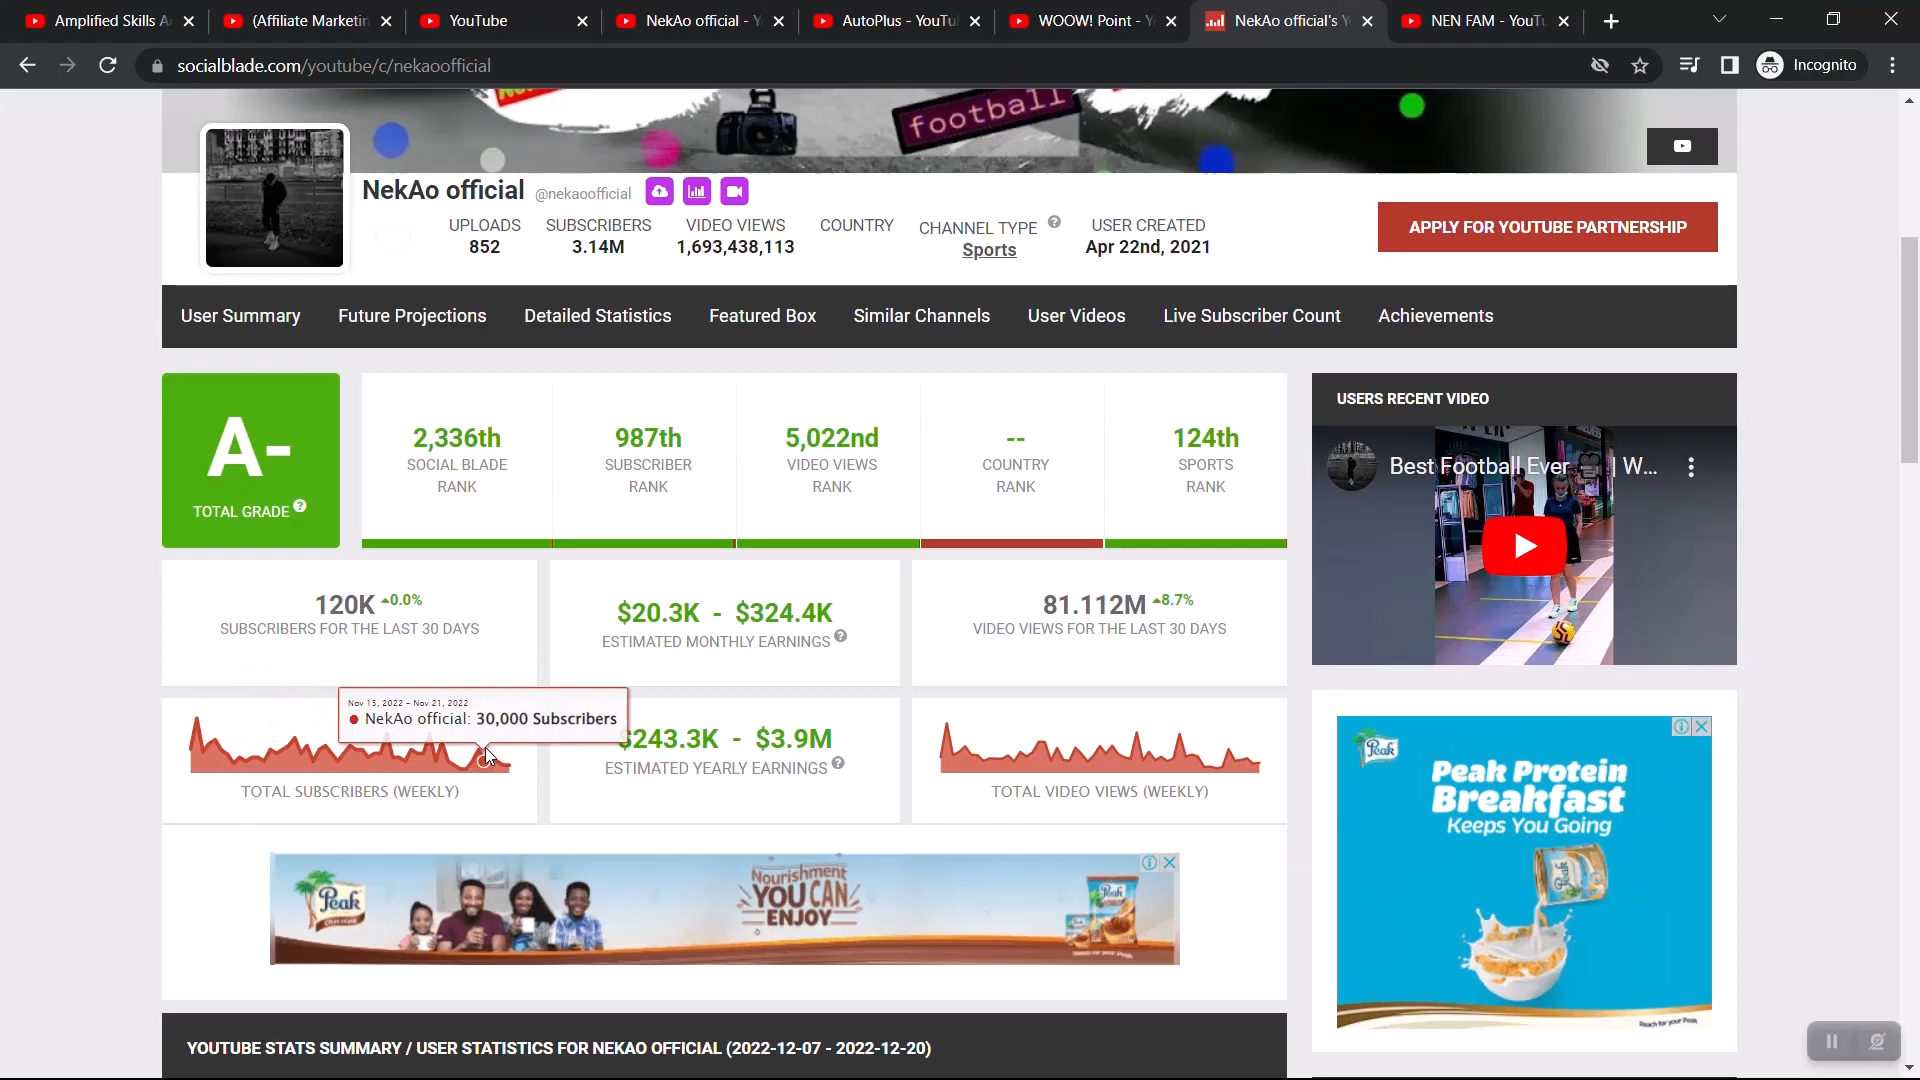 Amplified Skills A
(Affiliate Marketin
YouTube
NekAo official - Y
AutoPlus - YouTu
WOOW! Point - Y
NekAo official's Y
NEN FAM - YouTu
socialblade.com/youtube/c/nekaoofficial
Incognito
football
NekAo official @nekaoofficial
UPLOADS SUBSCRIBERS VIDEO VIEWS COUNTRY CHANNEL TYPE USER CREATED
852 3.14M 1,693,438,113 Sports Apr 22nd, 2021
APPLY FOR YOUTUBE PARTNERSHIP
User Summary Future Projections Detailed Statistics Featured Box Similar Channels User Videos Live Subscriber Count Achievements
A-
TOTAL GRADE
2,336th
SOCIAL BLADE
RANK
987th
SUBSCRIBER
RANK
5,022nd
VIDEO VIEWS
RANK
--
COUNTRY
RANK
124th
SPORTS
RANK
USERS RECENT VIDEO
Best Football Ever | W...
120K 0.0%
SUBSCRIBERS FOR THE LAST 30 DAYS
$20.3K - $324.4K
ESTIMATED MONTHLY EARNINGS
81.112M 8.7%
VIDEO VIEWS FOR THE LAST 30 DAYS
Nov 15, 2022 - Nov 21, 2022
NekAo official: 30,000 Subscribers
TOTAL SUBSCRIBERS (WEEKLY)
$243.3K - $3.9M
ESTIMATED YEARLY EARNINGS
TOTAL VIDEO VIEWS (WEEKLY)
Peak
Peak Protein
Breakfast
Keeps You Going
Reach for your Peak
Peak
Nourishment
YOU CAN
ENJOY
Peak
YOUTUBE STATS SUMMARY / USER STATISTICS FOR NEKAO OFFICIAL (2022-12-07 - 2022-12-20)